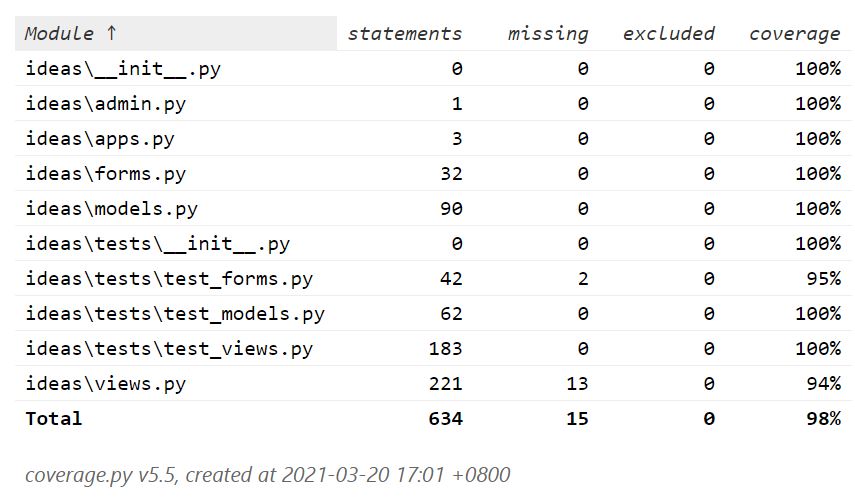 Module ↑ statements missing excluded coverage
ideas\__init__.py 0 0 0 100%
ideas\admin.py 1 0 0 100%
ideas\apps.py 3 0 0 100%
ideas\forms.py 32 0 0 100%
ideas\models.py 90 0 0 100%
ideas\tests\__init__.py 0 0 0 100%
ideas\tests\test_forms.py 42 2 0 95%
ideas\tests\test_models.py 62 0 0 100%
ideas\tests\test_views.py 183 0 0 100%
ideas\views.py 221 13 0 94%
Total 634 15 0 98%
coverage.py v5.5, created at 2021-03-20 17:01 +0800